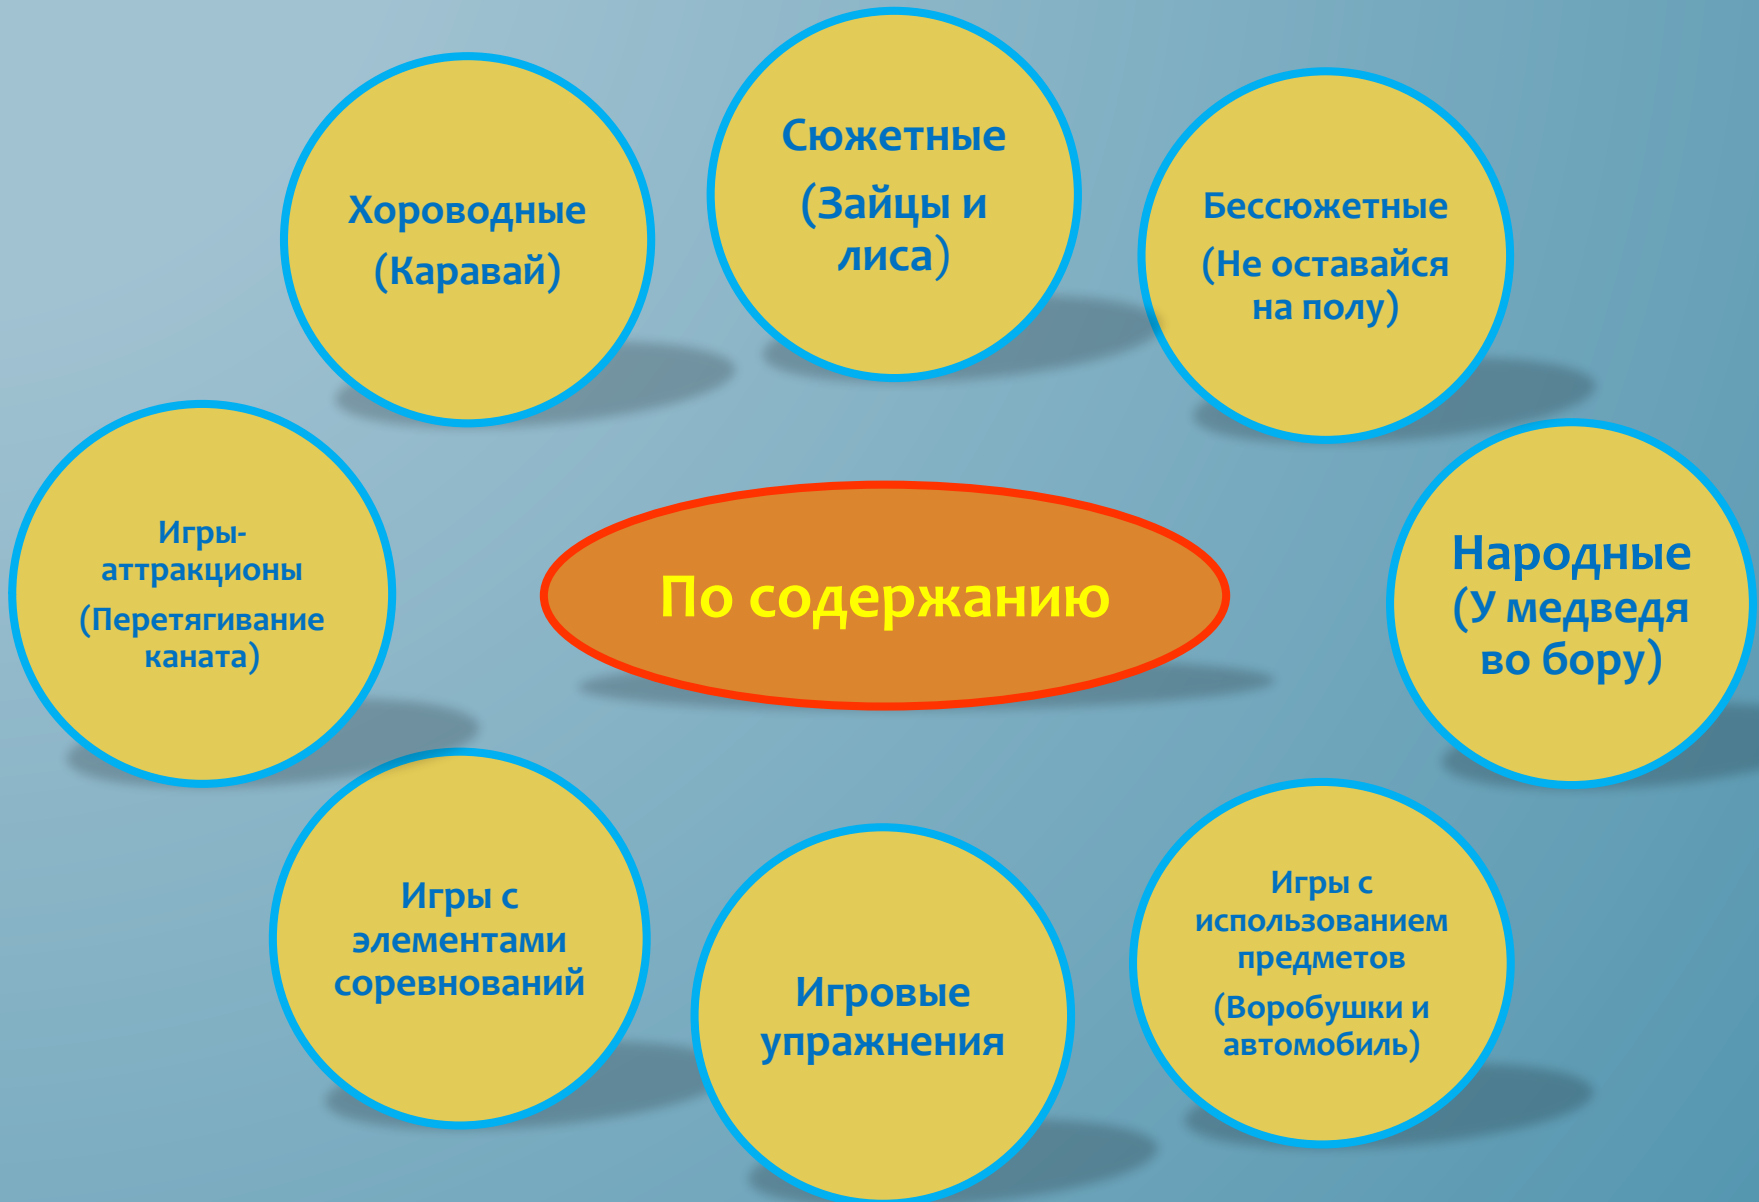 Сюжетные
(Зайцы и
лиса)
Хороводные
(Каравай)
Бессюжетные
(Не оставайся
на полу)
Игры-
аттракционы
(Перетягивание
каната)
По содержанию
Народные
(У медведя
во бору)
Игры с
элементами
соревнований
Игровые
упражнения
Игры с
использованием
предметов
(Воробушки и
автомобиль)